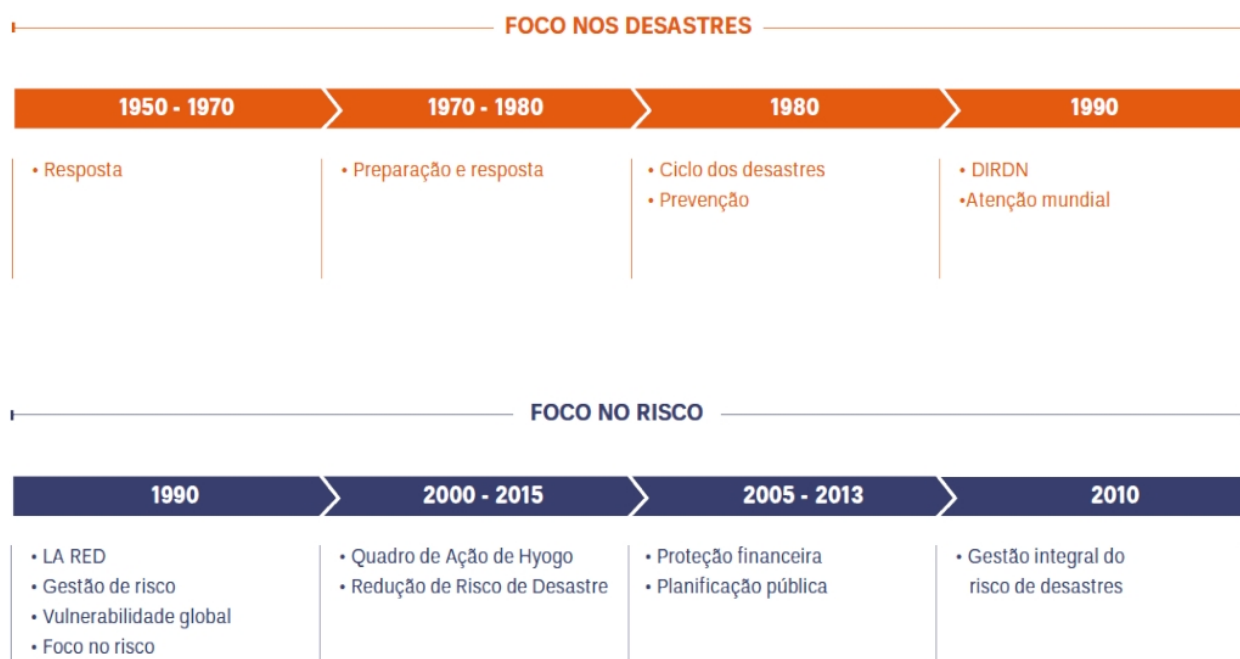 FOCO NOS DESASTRES
1950 - 1970
1970 - 1980
1980
1990
• Resposta
• Preparação e resposta
• Ciclo dos desastres
• Prevenção
• DIRDN
•Atenção mundial
FOCO NO RISCO
1990
2000 - 2015
2005 - 2013
2010
• LA RED
• Gestão de risco
• Vulnerabilidade global
• Foco no risco
• Quadro de Ação de Hyogo
• Redução de Risco de Desastre
• Proteção financeira
• Planificação pública
• Gestão integral do
risco de desastres